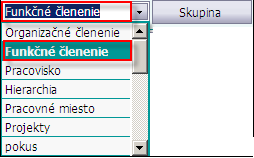 Funkčné členenie
Skupina
Organizačné členenie
Funkčné členenie
Pracovisko
Hierarchia
Pracovné miesto
Projekty
pokus